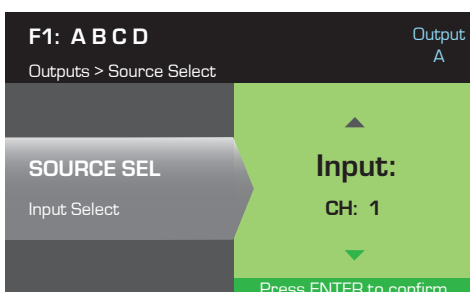 F1: A B C D
Output
A
Outputs > Source Select
SOURCE SEL
Input Select
Input:
CH: 1
Press ENTER to confirm